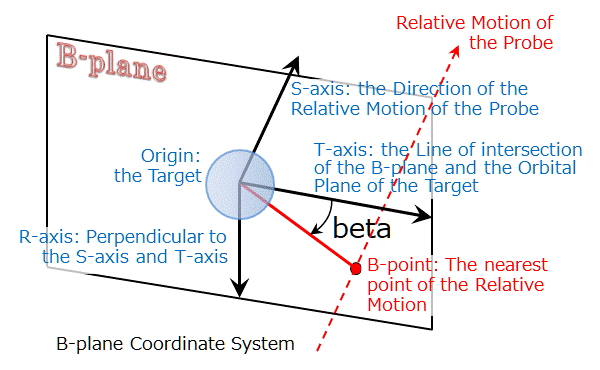 Relative Motion of
the Probe
B-plane
S-axis: the Direction of the
Relative Motion of the Probe
Origin:
the Target
T-axis: the Line of intersection
of the B-plane and the Orbital
Plane of the Target
beta
R-axis: Perpendicular to
the S-axis and T-axis
B-point: The nearest
point of the Relative
Motion
B-plane Coordinate System